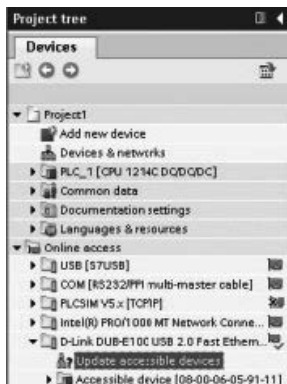 Project tree
Devices
Project1
Add new device
Devices & networks
PLC_1 [CPU 1214C DC/DC/DC]
Common data
Documentation settings
Languages & resources
Online access
USB [S7USB]
COM [RS232/PPI multi-master cable]
PLCSIM V5.x [TCP/IP]
Intel(R) PRO/1000 MT Network Conne...
D-Link DUB-E100 USB 2.0 Fast Ethern...
Update accessible devices
Accessible device [08-00-06-05-91-11]